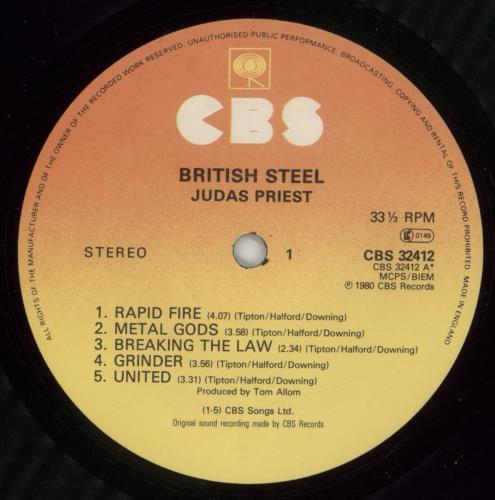 ALL RIGHTS OF THE MANUFACTURER AND OF THE OWNER OF THE RECORDED WORK RESERVED. UNAUTHORISED PUBLIC PERFORMANCE, BROADCASTING, COPYING AND RENTAL OF THIS RECORD PROHIBITED. MADE IN ENGLAND
CBS
BRITISH STEEL
JUDAS PRIEST
33⅓ RPM
0149
STEREO
1
CBS 32412
CBS 32412 A*
MCPS/BIEM
℗ 1980 CBS Records
1. RAPID FIRE (4.07) (Tipton/Halford/Downing)
2. METAL GODS (3.58) (Tipton/Halford/Downing)
3. BREAKING THE LAW (2.34) (Tipton/Halford/Downing)
4. GRINDER (3.56) (Tipton/Halford/Downing)
5. UNITED (3.31) (Tipton/Halford/Downing)
Produced by Tom Allom
(1-5) CBS Songs Ltd.
Original sound recording made by CBS Records